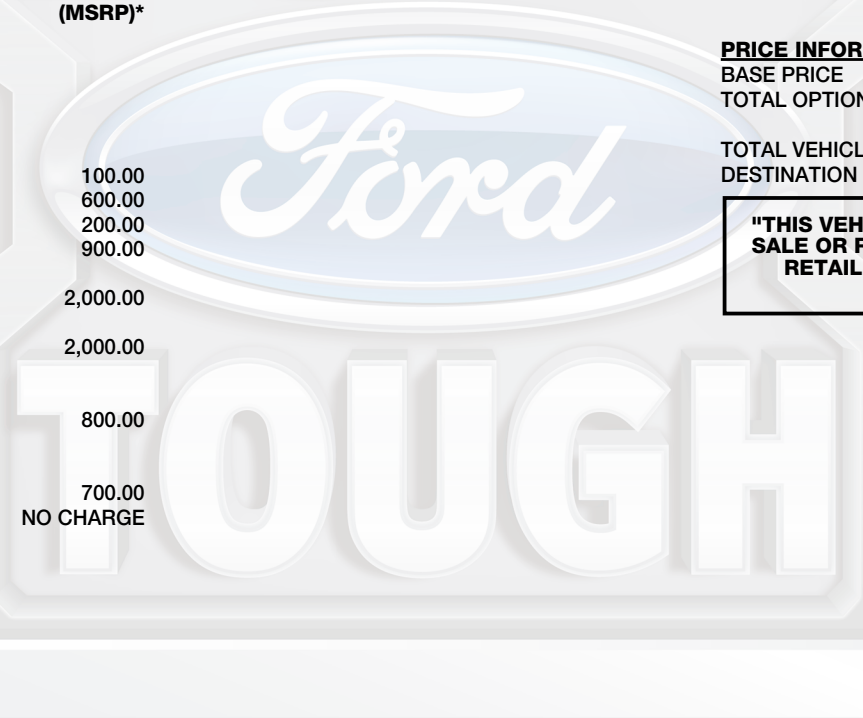 (MSRP)*
100.00
600.00
200.00
900.00
2,000.00
2,000.00
800.00
700.00
NO CHARGE
PRICE INFOR
BASE PRICE
TOTAL OPTION
TOTAL VEHICL
DESTINATION
"THIS VEH
SALE OR F
RETAIL
Ford
TOUGH